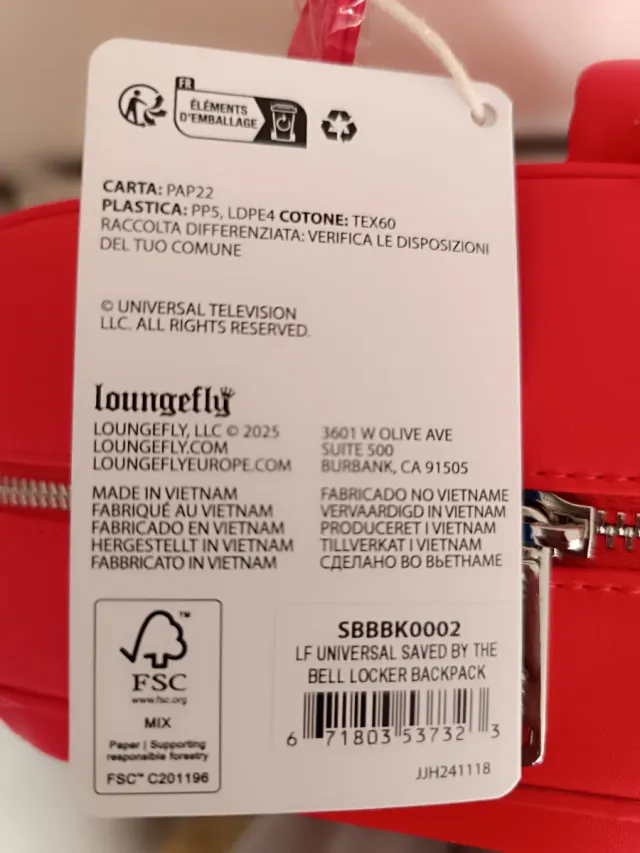 FR
ÉLÉMENTS
D'EMBALLAGE
CARTA: PAP22
PLASTICA: PP5, LDPE4 COTONE: TEX60
RACCOLTA DIFFERENZIATA: VERIFICA LE DISPOSIZIONI
DEL TUO COMUNE
© UNIVERSAL TELEVISION
LLC. ALL RIGHTS RESERVED.
loungefly
LOUNGEFLY, LLC © 2025
LOUNGEFLY.COM
LOUNGEFLYEUROPE.COM
3601 W OLIVE AVE
SUITE 500
BURBANK, CA 91505
MADE IN VIETNAM
FABRIQUÉ AU VIETNAM
FABRICADO EN VIETNAM
HERGESTELLT IN VIETNAM
FABBRICATO IN VIETNAM
FABRICADO NO VIETNAME
VERVAARDIGD IN VIETNAM
PRODUCERET I VIETNAM
TILLVERKAT I VIETNAM
СДЕЛАНО ВО ВЬЕТНАМЕ
FSC
www.fsc.org
MIX
Paper | Supporting
responsible forestry
FSC™ C201196
SBBBK0002
LF UNIVERSAL SAVED BY THE
BELL LOCKER BACKPACK
6 71803 53732 3
JJH241118